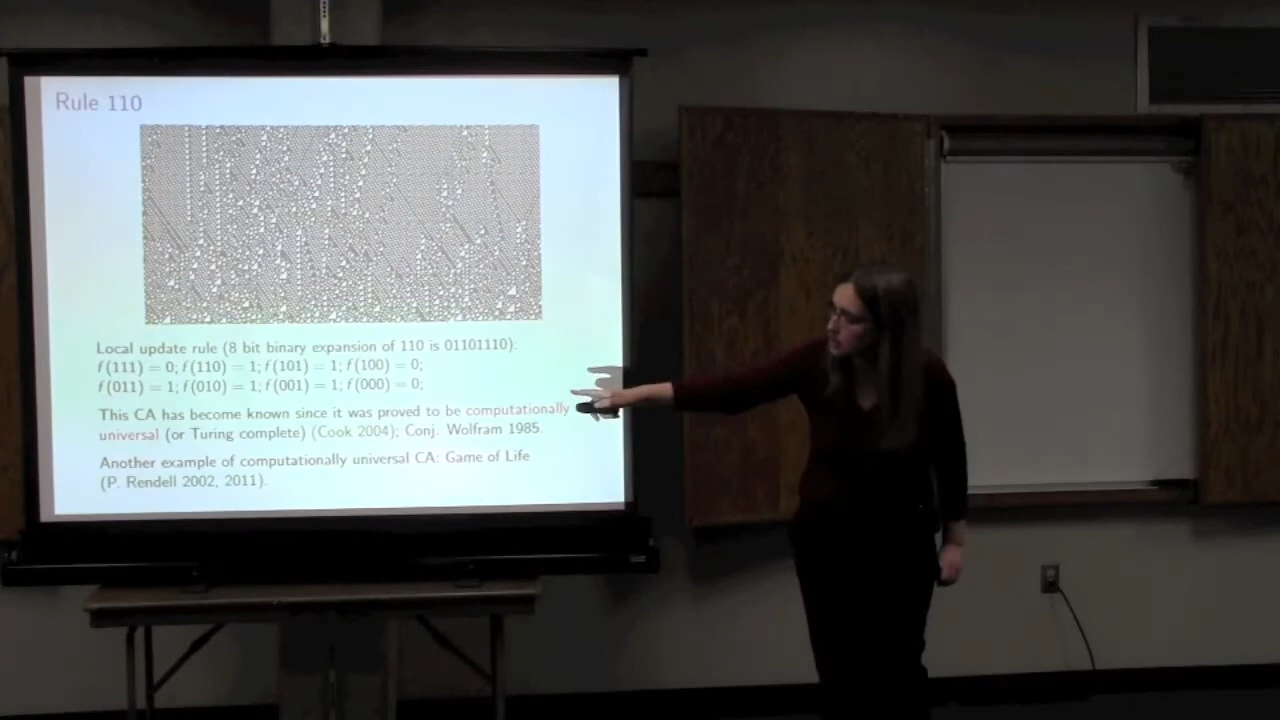 Rule 110
Local update rule (8 bit binary expansion of 110 is 01101110):
f(111) = 0; f(110) = 1; f(101) = 1; f(100) = 0;
f(011) = 1; f(010) = 1; f(001) = 1; f(000) = 0;
This CA has become known since it was proved to be computationally
universal (or Turing complete) (Cook 2004); Conj. Wolfram 1985.
Another example of computationally universal CA: Game of Life
(P. Rendell 2002, 2011).